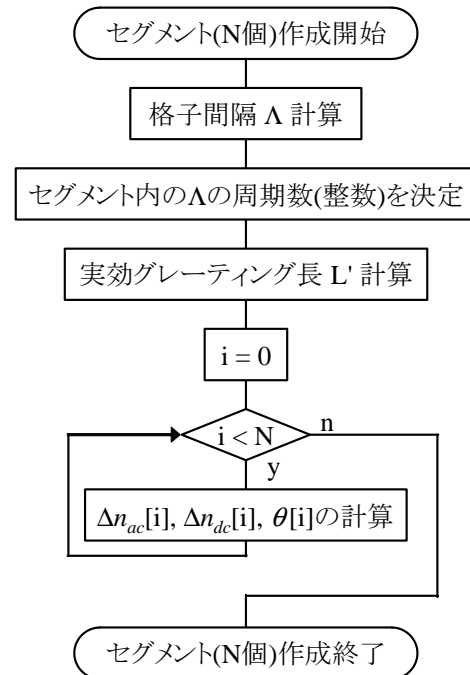 セグメント(N個)作成開始
格子間隔 Λ 計算
セグメント内のΛの周期数(整数)を決定
実効グレーティング長 L' 計算
i = 0
i < N
n
y
Δn_ac[i], Δn_dc[i], θ[i]の計算
セグメント(N個)作成終了